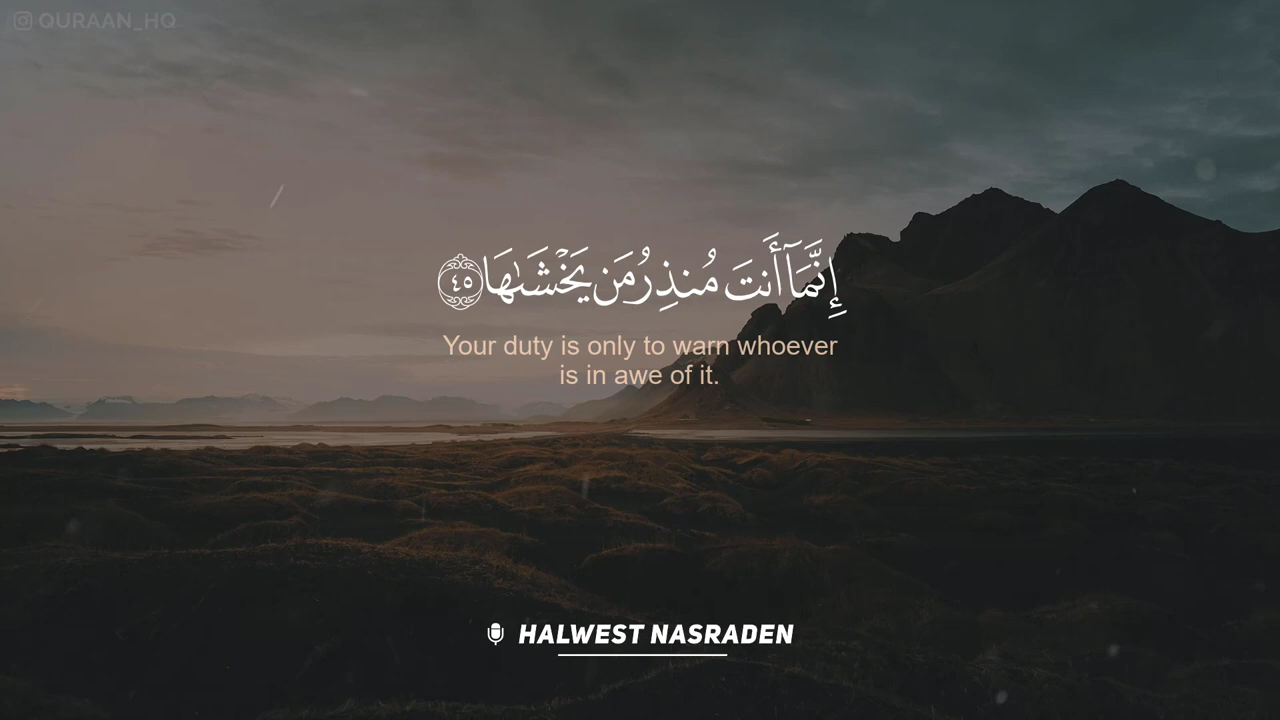 QURAAN_HQ
إِنَّمَآ أَنتَ مُنذِرُ مَن يَخْشَىٰهَا ٤٥
Your duty is only to warn whoever
is in awe of it.
HALWEST NASRADEN